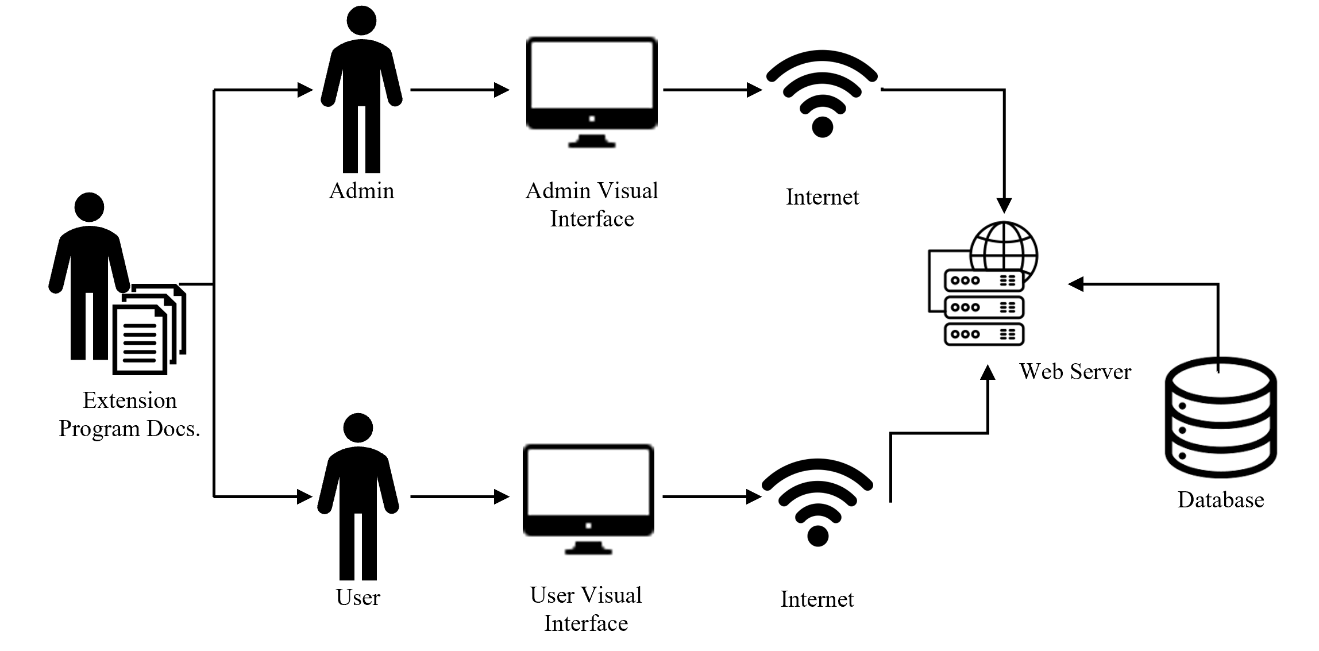 Admin
Admin Visual
Interface
Internet
Extension
Program Docs.
Web Server
Database
User
User Visual
Interface
Internet